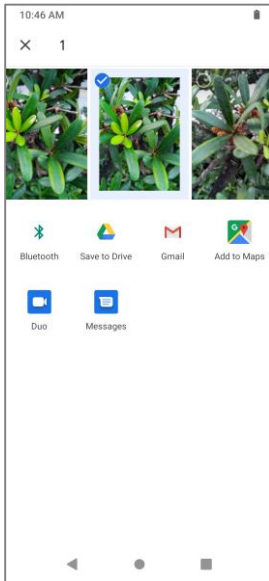 10:46 AM
1
Bluetooth
Save to Drive
Gmail
Add to Maps
Duo
Messages